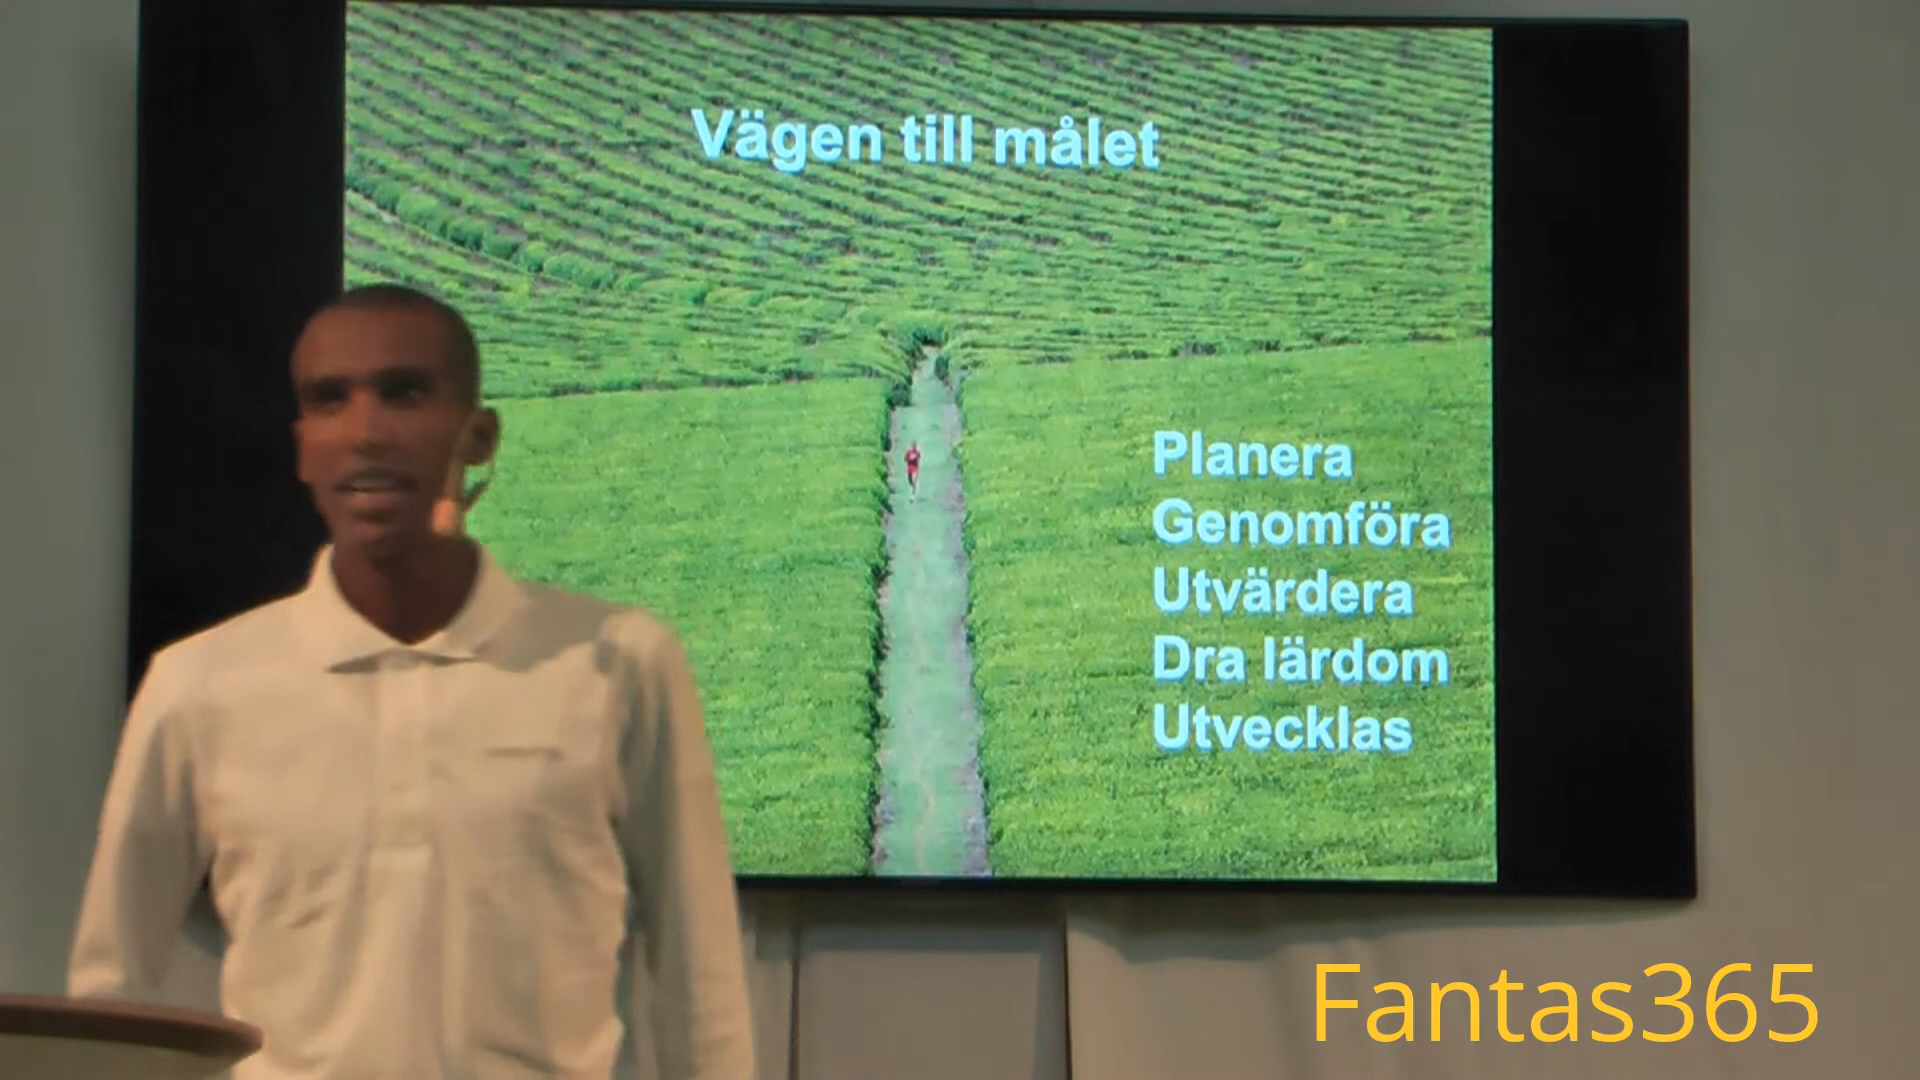 Vägen till målet
Planera
Genomföra
Utvärdera
Dra lärdom
Utvecklas
Fantas365